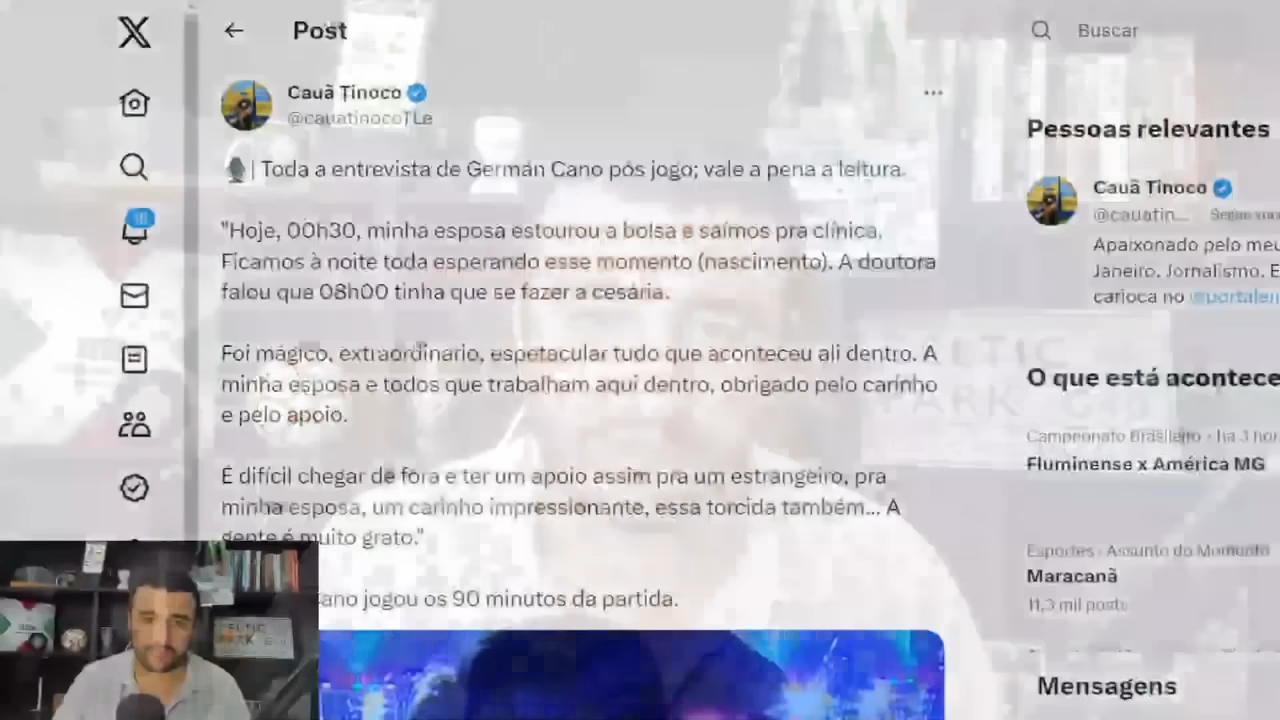 X
Post
Buscar
Cauã Tinoco
@cauatinocoTLe
Pessoas relevantes
| Toda a entrevista de Germán Cano pós jogo; vale a pena a leitura.
Cauã Tinoco
@cauatin...
"Hoje, 00h30, minha esposa estourou a bolsa e saímos pra clínica.
Ficamos à noite toda esperando esse momento (nascimento). A doutora
falou que 08h00 tinha que se fazer a cesária.
Apaixonado pelo meu
Janeiro. Jornalismo. E
carioca no @portalen
Foi mágico, extraordinario, espetacular tudo que aconteceu ali dentro. A
minha esposa e todos que trabalham aqui dentro, obrigado pelo carinho
e pelo apoio.
O que está acontece
Campeonato Brasileiro · há 3 hor
Fluminense x América MG
É difícil chegar de fora e ter um apoio assim pra um estrangeiro, pra
minha esposa, um carinho impressionante, essa torcida também... A
gente é muito grato."
Esportes · Assunto do Momento
Maracanã
11,3 mil posts
ano jogou os 90 minutos da partida.
Mensagens
CELTIC
PARK